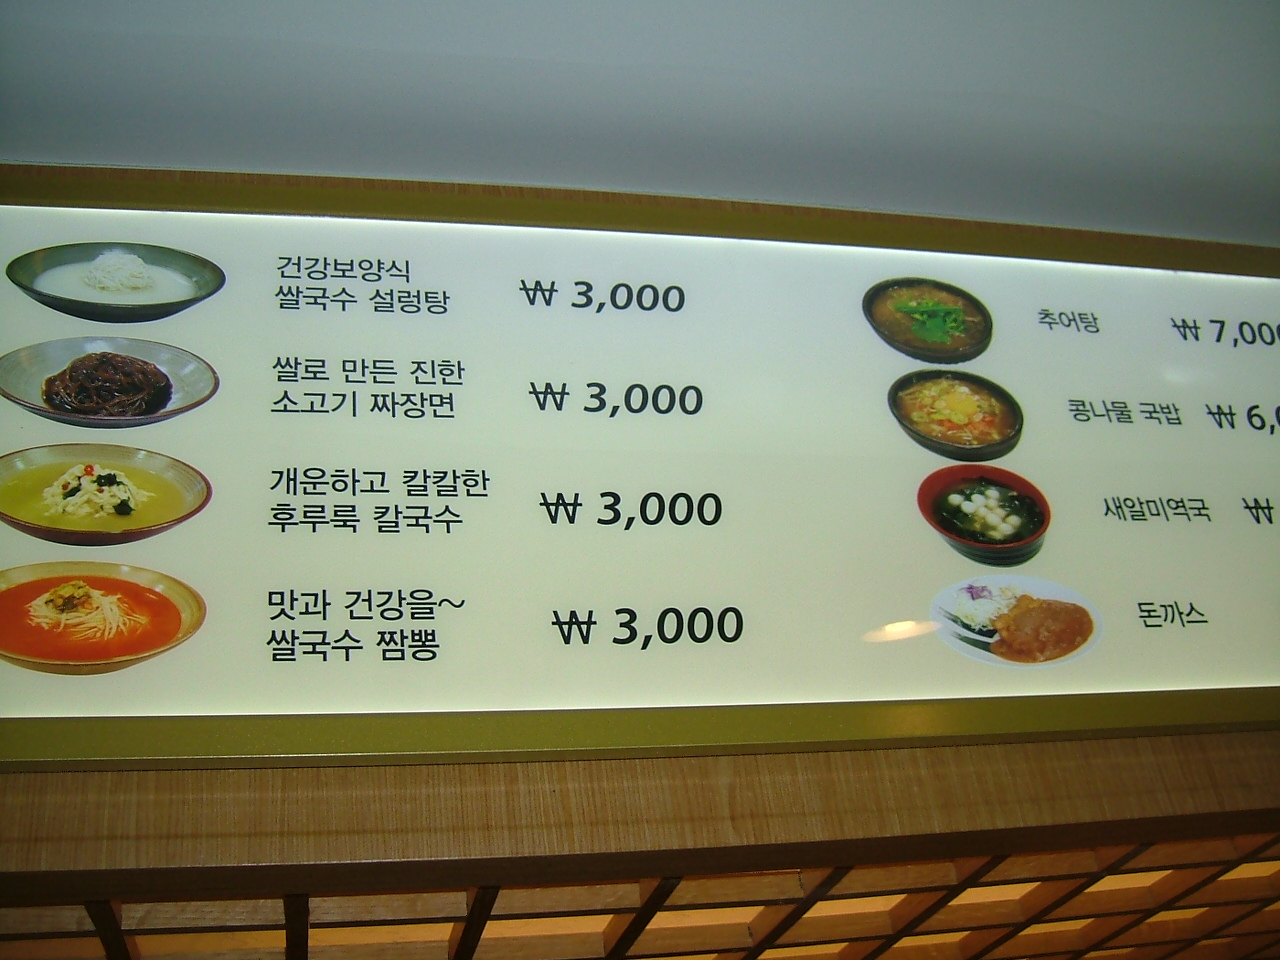 건강보양식
쌀국수 설렁탕
₩ 3,000
쌀로 만든 진한
소고기 짜장면
₩ 3,000
개운하고 칼칼한
후루룩 칼국수
₩ 3,000
맛과 건강을~
쌀국수 짬뽕
₩ 3,000
추어탕
₩ 7,000
콩나물 국밥
₩ 6,
새알미역국
₩
돈까스